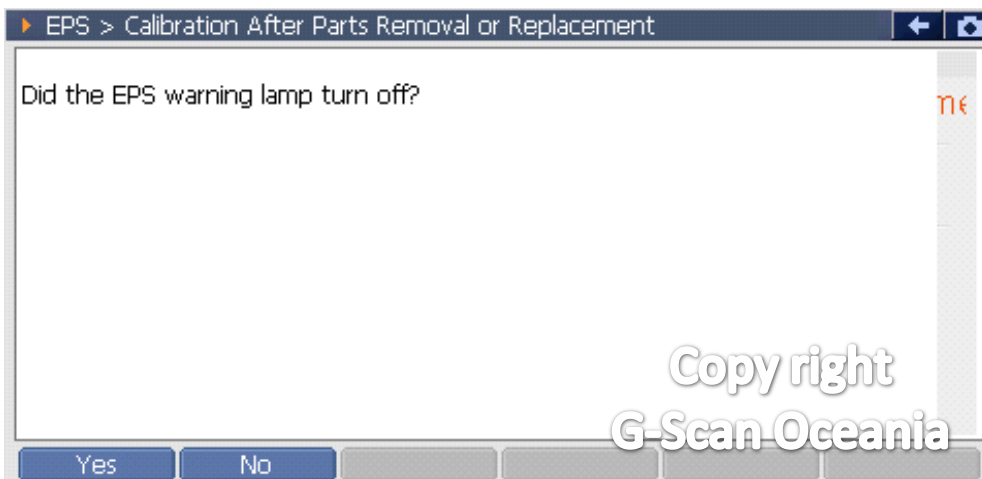 EPS > Calibration After Parts Removal or Replacement
Did the EPS warning lamp turn off?
Copy right
G-Scan Oceania
Yes No